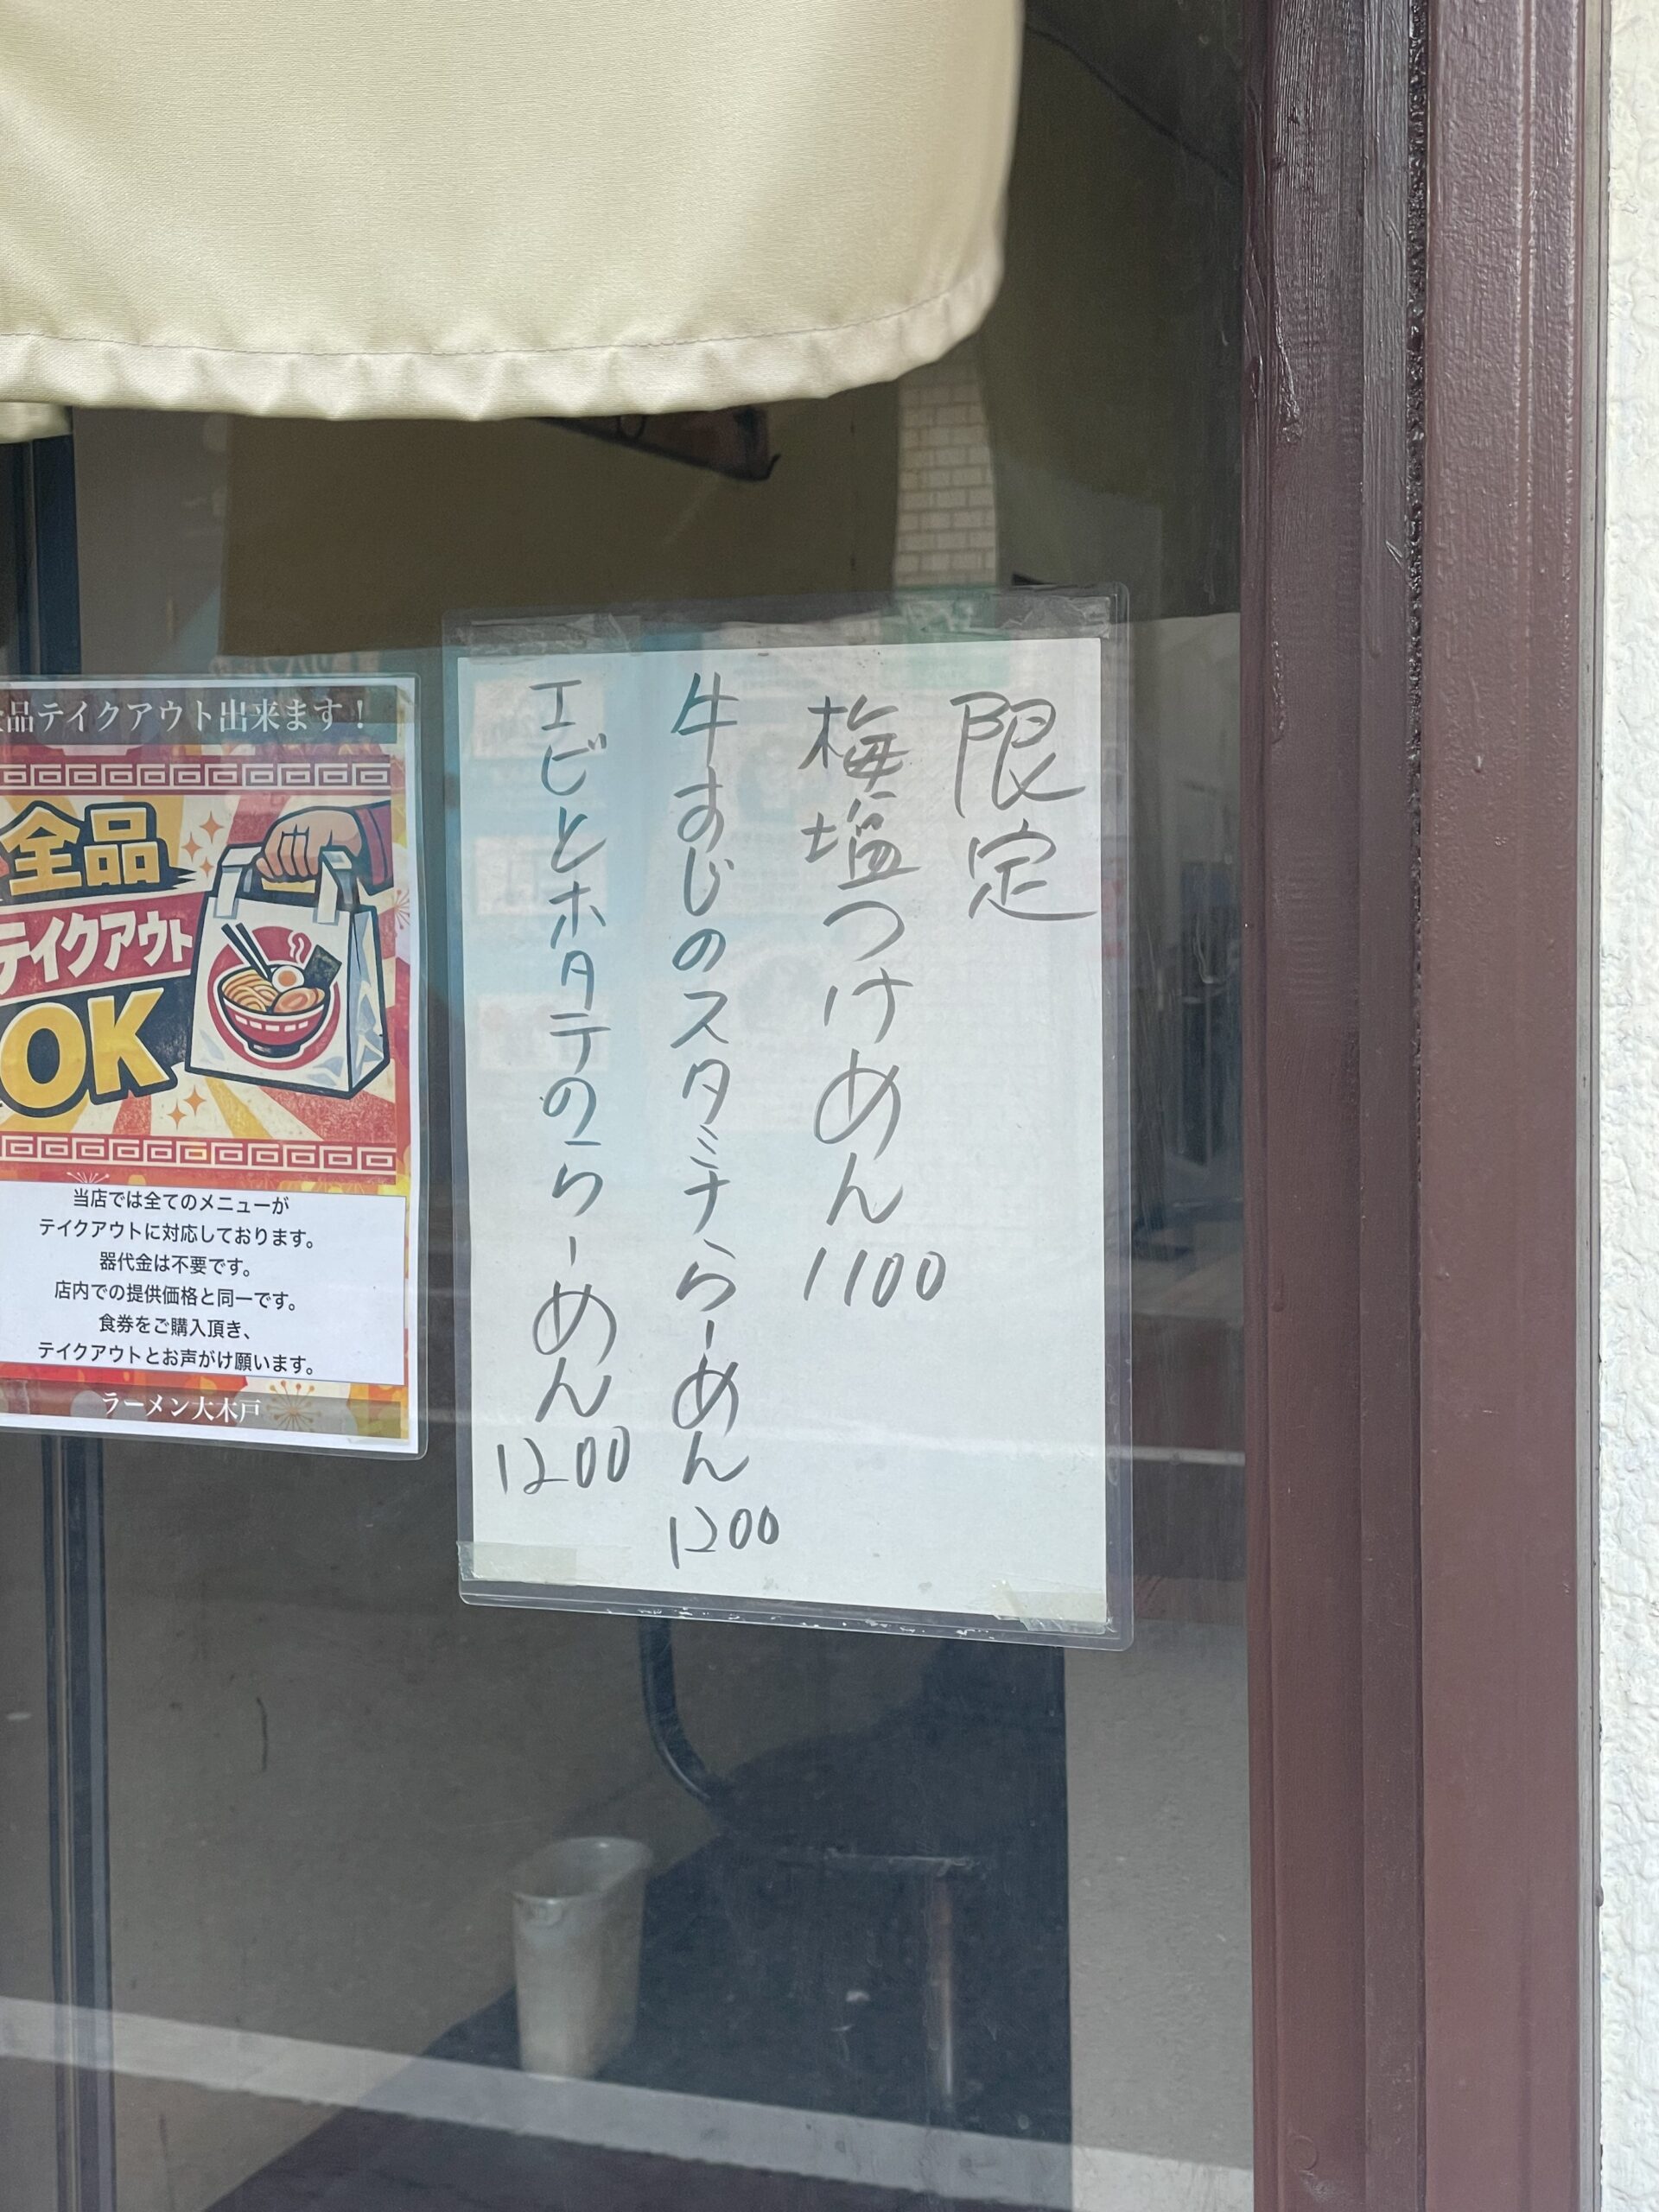 品テイクアウト出来ます！
全品
テイクアウト
OK
当店では全てのメニューが
テイクアウトに対応しております。
器代金は不要です。
店内での提供価格と同一です。
食券をご購入頂き、
テイクアウトとお声がけ願います。
ラーメン大木戸
限定
梅塩つけめん 1100
牛すじのスタミナらーめん 1200
エビとホタテのらーめん 1200